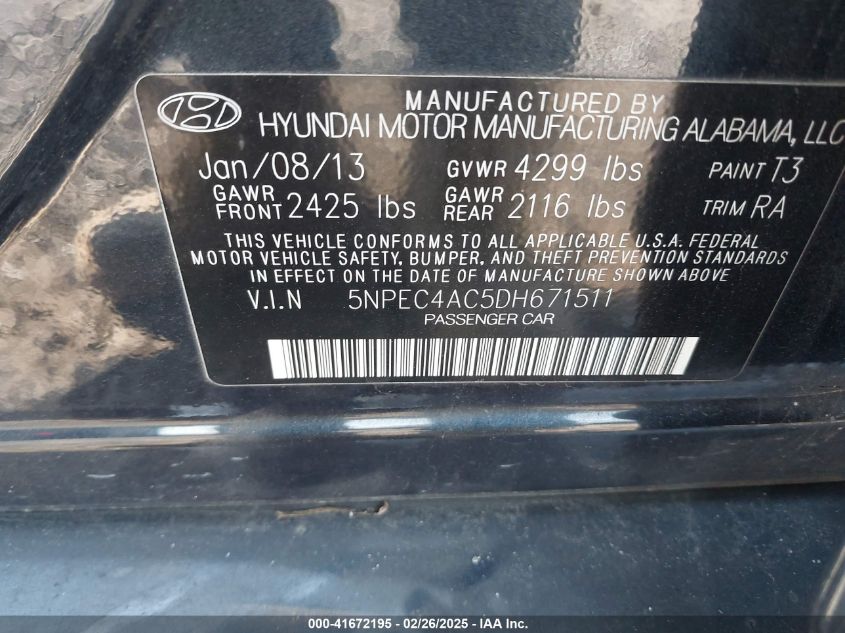 MANUFACTURED BY
HYUNDAI MOTOR MANUFACTURING ALABAMA, LLC
Jan/08/13 GVWR 4299 lbs PAINT T3
GAWR FRONT 2425 lbs GAWR REAR 2116 lbs TRIM RA
THIS VEHICLE CONFORMS TO ALL APPLICABLE U.S.A. FEDERAL
MOTOR VEHICLE SAFETY, BUMPER, AND THEFT PREVENTION STANDARDS
IN EFFECT ON THE DATE OF MANUFACTURE SHOWN ABOVE
V.I.N 5NPEC4AC5DH671511
PASSENGER CAR
000-41672195 - 02/26/2025 - IAA Inc.